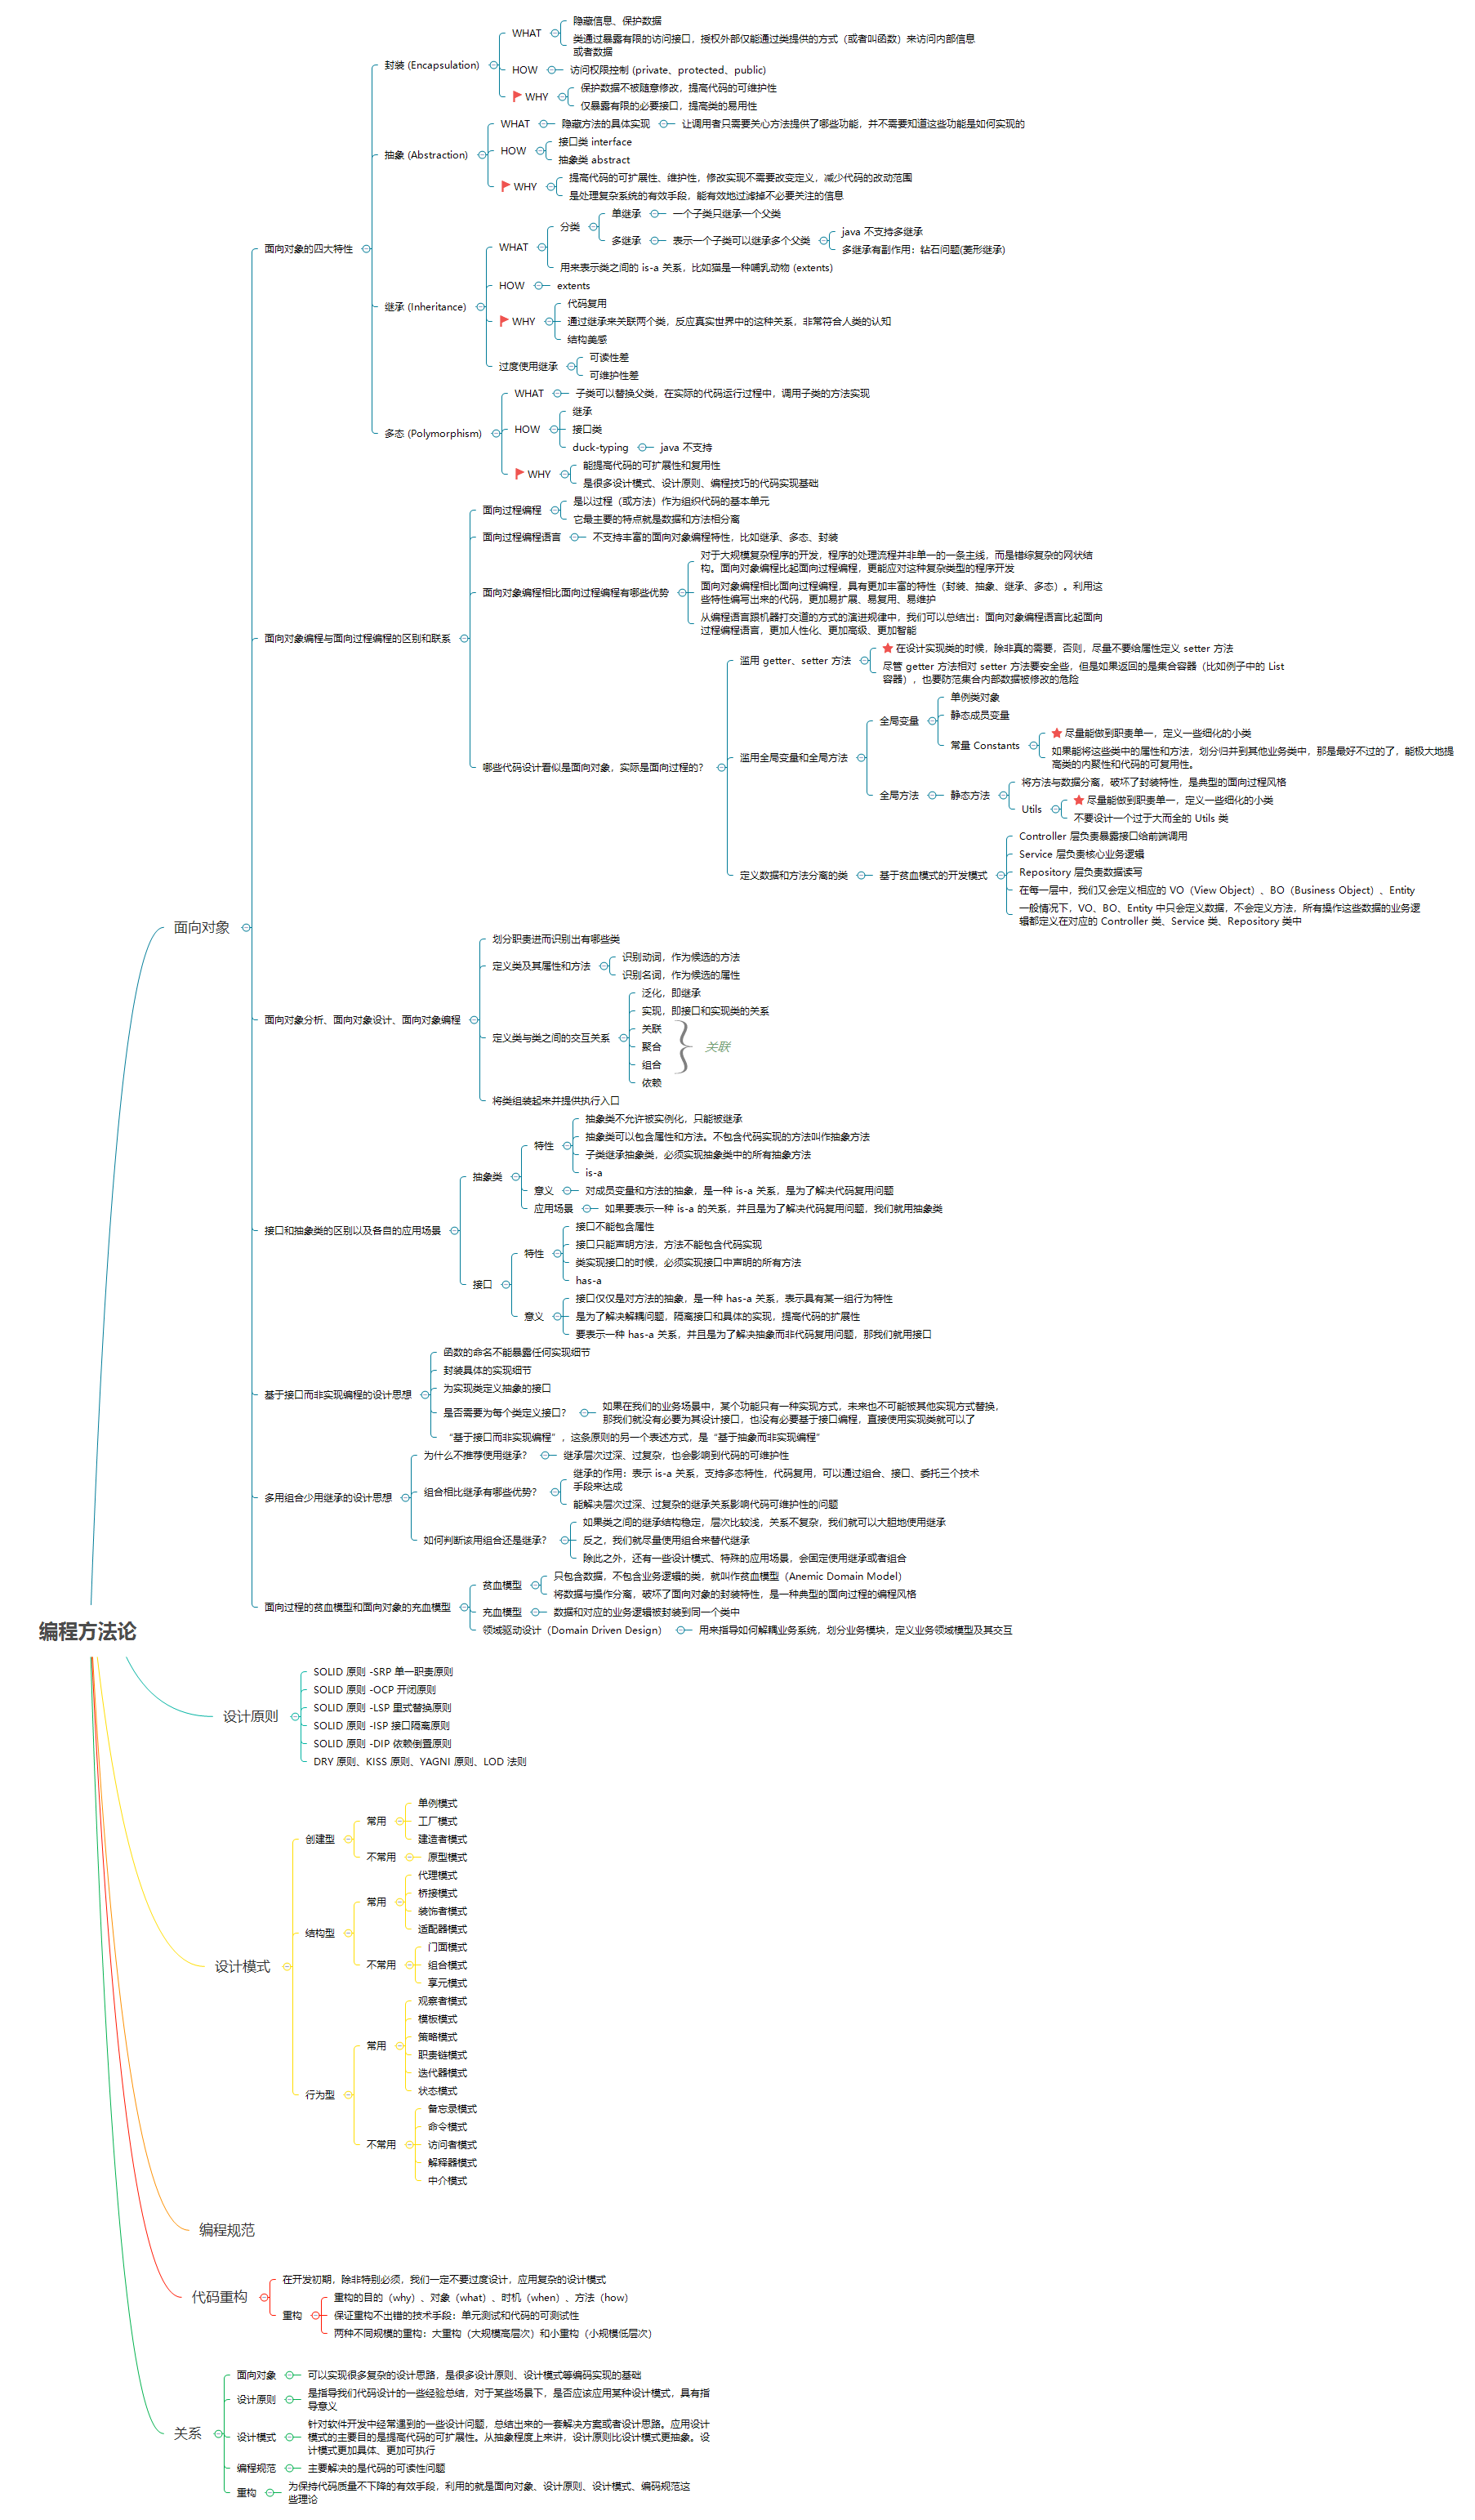 编程方法论
面向对象
面向对象的四大特性
封装 (Encapsulation)
WHAT
隐藏信息、保护数据
类通过暴露有限的访问接口，授权外部仅能通过类提供的方式（或者叫函数）来访问内部信息
或者数据
HOW
访问权限控制 (private、protected、public)
WHY
保护数据不被随意修改，提高代码的可维护性
仅暴露有限的必要接口，提高类的易用性
抽象 (Abstraction)
WHAT
隐藏方法的具体实现
让调用者只需要关心方法提供了哪些功能，并不需要知道这些功能是如何实现的
HOW
接口类 interface
抽象类 abstract
WHY
提高代码的可扩展性、维护性，修改实现不需要改变定义，减少代码的改动范围
是处理复杂系统的有效手段，能有效地过滤掉不必要关注的信息
继承 (Inheritance)
WHAT
分类
单继承
一个子类只继承一个父类
多继承
表示一个子类可以继承多个父类
java 不支持多继承
多继承有副作用：钻石问题(菱形继承)
用来表示类之间的 is-a 关系，比如猫是一种哺乳动物 (extents)
HOW
extents
WHY
代码复用
通过继承来关联两个类，反应真实世界中的这种关系，非常符合人类的认知
结构美感
过度使用继承
可读性差
可维护性差
多态 (Polymorphism)
WHAT
子类可以替换父类，在实际的代码运行过程中，调用子类的方法实现
HOW
继承
接口类
duck-typing
java 不支持
WHY
能提高代码的可扩展性和复用性
是很多设计模式、设计原则、编程技巧的代码实现基础
面向对象编程与面向过程编程的区别和联系
面向过程编程
是以过程（或方法）作为组织代码的基本单元
它最主要的特点就是数据和方法相分离
面向过程编程语言
不支持丰富的面向对象编程特性，比如继承、多态、封装
面向对象编程相比面向过程编程有哪些优势
对于大规模复杂程序的开发，程序的处理流程并非单一的一条主线，而是错综复杂的网状结
构。面向对象编程比起面向过程编程，更能应对这种复杂类型的程序开发
面向对象编程相比面向过程编程，具有更加丰富的特性（封装、抽象、继承、多态）。利用这
些特性编写出来的代码，更加易扩展、易复用、易维护
从编程语言跟机器打交道的方式的演进规律中，我们可以总结出：面向对象编程语言比起面向
过程编程语言，更加人性化、更加高级、更加智能
哪些代码设计看似是面向对象，实际是面向过程的？
滥用 getter、setter 方法
在设计实现类的时候，除非真的需要，否则，尽量不要给属性定义 setter 方法
尽管 getter 方法相对 setter 方法要安全些，但是如果返回的是集合容器（比如例子中的 List
容器），也要防范集合内部数据被修改的危险
滥用全局变量和全局方法
全局变量
单例类对象
静态成员变量
常量 Constants
尽量能做到职责单一，定义一些细化的小类
如果能将这些类中的属性和方法，划分归并到其他业务类中，那是最好不过的了，能极大地提
高类的内聚性和代码的可复用性。
全局方法
静态方法
将方法与数据分离，破坏了封装特性，是典型的面向过程风格
Utils
尽量能做到职责单一，定义一些细化的小类
不要设计一个过于大而全的 Utils 类
定义数据和方法分离的类
基于贫血模式的开发模式
Controller 层负责暴露接口给前端调用
Service 层负责核心业务逻辑
Repository 层负责数据读写
在每一层中，我们又会定义相应的 VO（View Object）、BO（Business Object）、Entity
一般情况下，VO、BO、Entity 中只会定义数据，不会定义方法，所有操作这些数据的业务逻
辑都定义在对应的 Controller 类、Service 类、Repository 类中
面向对象分析、面向对象设计、面向对象编程
划分职责进而识别出有哪些类
定义类及其属性和方法
识别动词，作为候选的方法
识别名词，作为候选的属性
定义类与类之间的交互关系
泛化，即继承
实现，即接口和实现类的关系
关联
聚合
组合
关联
依赖
将类组装起来并提供执行入口
接口和抽象类的区别以及各自的应用场景
抽象类
特性
抽象类不允许被实例化，只能被继承
抽象类可以包含属性和方法。不包含代码实现的方法叫作抽象方法
子类继承抽象类，必须实现抽象类中的所有抽象方法
is-a
意义
对成员变量和方法的抽象，是一种 is-a 关系，是为了解决代码复用问题
应用场景
如果要表示一种 is-a 的关系，并且是为了解决代码复用问题，我们就用抽象类
接口
特性
接口不能包含属性
接口只能声明方法，方法不能包含代码实现
类实现接口的时候，必须实现接口中声明的所有方法
has-a
意义
接口仅仅是对方法的抽象，是一种 has-a 关系，表示具有某一组行为特性
是为了解决解耦问题，隔离接口和具体的实现，提高代码的扩展性
要表示一种 has-a 关系，并且是为了解决抽象而非代码复用问题，那我们就用接口
基于接口而非实现编程的设计思想
函数的命名不能暴露任何实现细节
封装具体的实现细节
为实现类定义抽象的接口
是否需要为每个类定义接口？
如果在我们的业务场景中，某个功能只有一种实现方式，未来也不可能被其他实现方式替换，
那我们就没有必要为其设计接口，也没有必要基于接口编程，直接使用实现类就可以了
“基于接口而非实现编程”，这条原则的另一个表述方式，是“基于抽象而非实现编程”
多用组合少用继承的设计思想
为什么不推荐使用继承？
继承层次过深、过复杂，也会影响到代码的可维护性
组合相比继承有哪些优势？
继承的作用：表示 is-a 关系，支持多态特性，代码复用，可以通过组合、接口、委托三个技术
手段来达成
能解决层次过深、过复杂的继承关系影响代码可维护性的问题
如何判断该用组合还是继承？
如果类之间的继承结构稳定，层次比较浅，关系不复杂，我们就可以大胆地使用继承
反之，我们就尽量使用组合来替代继承
除此之外，还有一些设计模式、特殊的应用场景，会固定使用继承或者组合
面向过程的贫血模型和面向对象的充血模型
贫血模型
只包含数据，不包含业务逻辑的类，就叫作贫血模型（Anemic Domain Model）
将数据与操作分离，破坏了面向对象的封装特性，是一种典型的面向过程的编程风格
充血模型
数据和对应的业务逻辑被封装到同一个类中
领域驱动设计（Domain Driven Design）
用来指导如何解耦业务系统，划分业务模块，定义业务领域模型及其交互
设计原则
SOLID 原则 -SRP 单一职责原则
SOLID 原则 -OCP 开闭原则
SOLID 原则 -LSP 里式替换原则
SOLID 原则 -ISP 接口隔离原则
SOLID 原则 -DIP 依赖倒置原则
DRY 原则、KISS 原则、YAGNI 原则、LOD 法则
设计模式
创建型
常用
单例模式
工厂模式
建造者模式
不常用
原型模式
结构型
常用
代理模式
桥接模式
装饰者模式
适配器模式
不常用
门面模式
组合模式
享元模式
行为型
常用
观察者模式
模板模式
策略模式
职责链模式
迭代器模式
状态模式
不常用
备忘录模式
命令模式
访问者模式
解释器模式
中介模式
编程规范
代码重构
在开发初期，除非特别必须，我们一定不要过度设计，应用复杂的设计模式
重构
重构的目的（why）、对象（what）、时机（when）、方法（how）
保证重构不出错的技术手段：单元测试和代码的可测试性
两种不同规模的重构：大重构（大规模高层次）和小重构（小规模低层次）
关系
面向对象
可以实现很多复杂的设计思路，是很多设计原则、设计模式等编码实现的基础
设计原则
是指导我们代码设计的一些经验总结，对于某些场景下，是否应该应用某种设计模式，具有指
导意义
设计模式
针对软件开发中经常遇到的一些设计问题，总结出来的一套解决方案或者设计思路。应用设计
模式的主要目的是提高代码的可扩展性。从抽象程度上来讲，设计原则比设计模式更抽象。设
计模式更加具体、更加可执行
编程规范
主要解决的是代码的可读性问题
重构
为保持代码质量不下降的有效手段，利用的就是面向对象、设计原则、设计模式、编码规范这
些理论